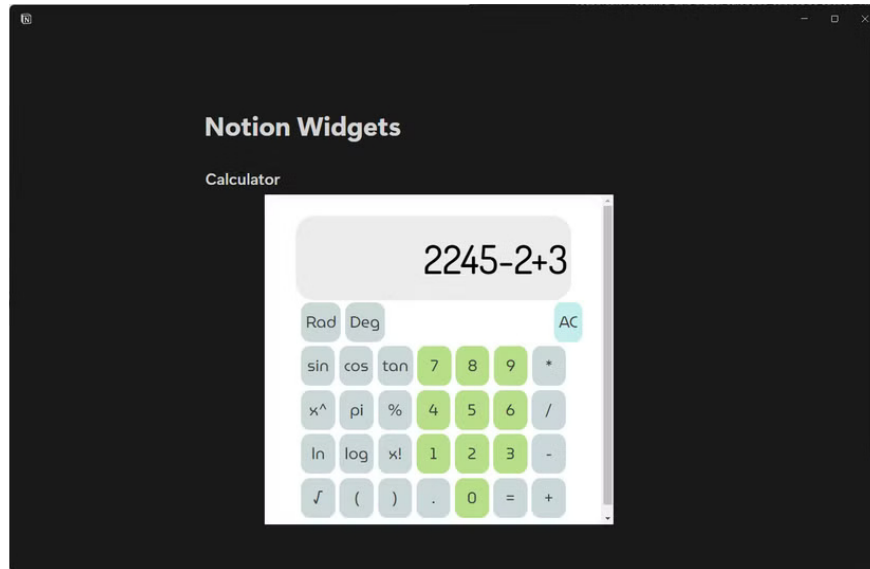 Notion Widgets
Calculator
2245-2+3
Rad Deg AC
sin cos tan 7 8 9 *
x^ pi % 4 5 6 /
ln log x! 1 2 3 -
√ ( ) . 0 = +